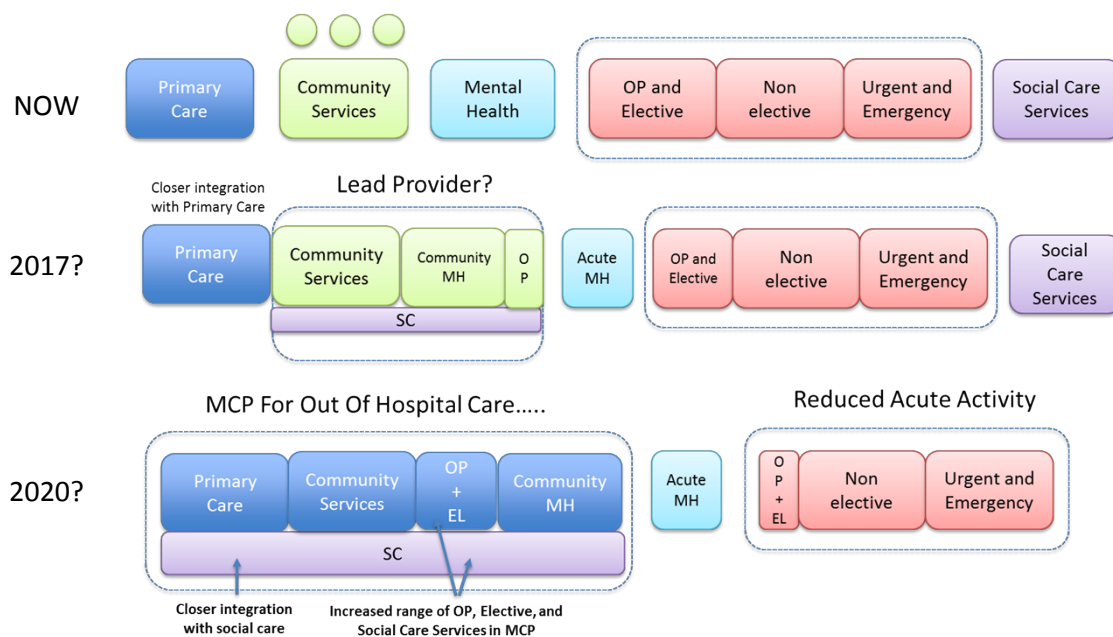 NOW
Primary
Care
Community
Services
Mental
Health
OP and
Elective
Non
elective
Urgent and
Emergency
Social Care
Services
2017?
Closer integration
with Primary Care
Lead Provider?
Primary
Care
Community
Services
Community
MH
O
P
SC
Acute
MH
OP and
Elective
Non
elective
Urgent and
Emergency
Social
Care
Services
2020?
MCP For Out Of Hospital Care.....
Primary
Care
Community
Services
OP
+
EL
Community
MH
SC
Closer integration
with social care
Increased range of OP, Elective, and
Social Care Services in MCP
Acute
MH
Reduced Acute Activity
O
P
+
EL
Non
elective
Urgent and
Emergency